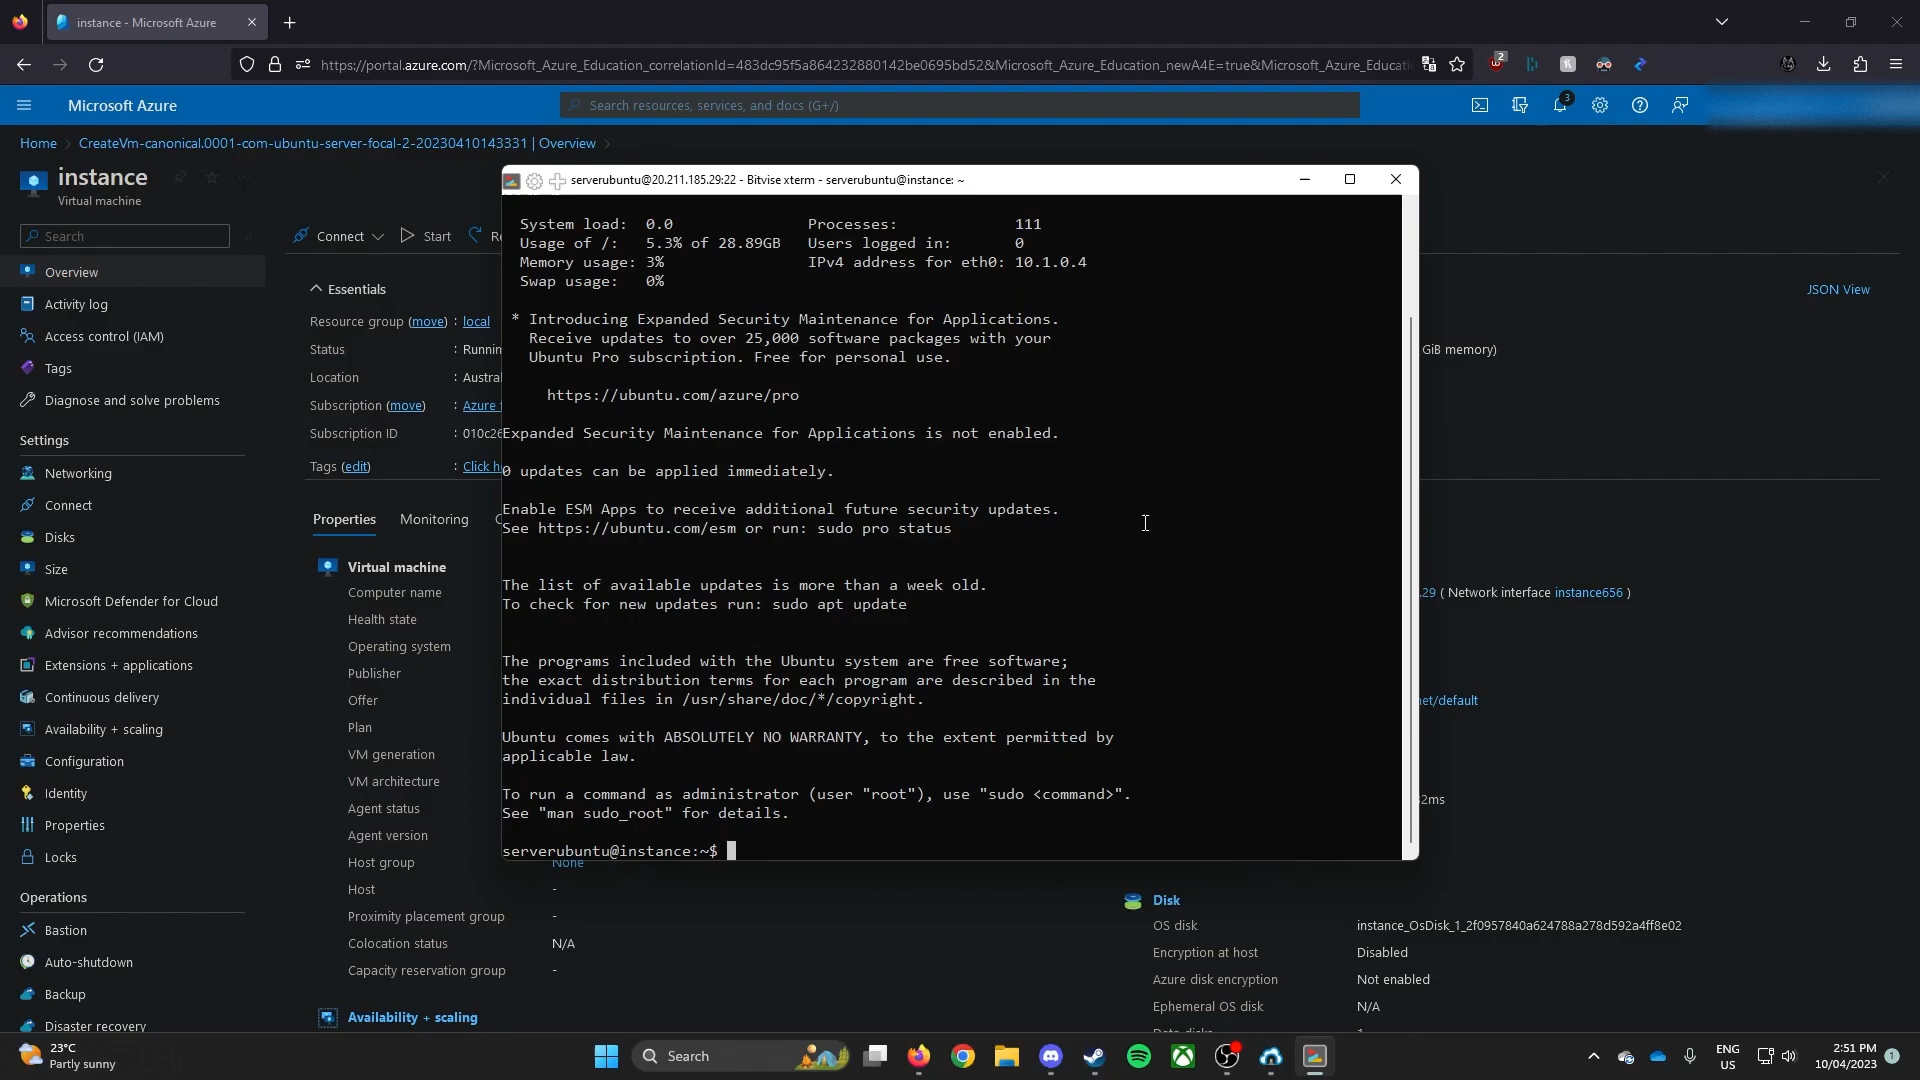 instance - Microsoft Azure
https://portal.azure.com/?Microsoft_Azure_Education_correlationId=483dc95f5a864232880142be0695bd52&Microsoft_Azure_Education_newA4E=true&Microsoft_Azure_Educati
2
Microsoft Azure
Search resources, services, and docs (G+/)
3
Home > CreateVm-canonical.0001-com-ubuntu-server-focal-2-20230410143331 | Overview >
instance
Virtual machine
Search
Connect
Start
Re
Overview
Activity log
Access control (IAM)
Tags
Diagnose and solve problems
Settings
Networking
Connect
Disks
Size
Microsoft Defender for Cloud
Advisor recommendations
Extensions + applications
Continuous delivery
Availability + scaling
Configuration
Identity
Properties
Locks
Operations
Bastion
Auto-shutdown
Backup
Disaster recovery
Essentials
JSON View
Resource group (move) : local
Status : Runnin
Location : Austral
Subscription (move) : Azure
Subscription ID : 010c26
Tags (edit) : Click h
GiB memory)
Properties
Monitoring
Virtual machine
Computer name
Health state
Operating system
Publisher
Offer
Plan
VM generation
VM architecture
Agent status
Agent version
Host group None
Host -
Proximity placement group -
Colocation status N/A
Capacity reservation group -
Availability + scaling
.29 ( Network interface instance656 )
net/default
32ms
Disk
OS disk instance_OsDisk_1_2f0957840a624788a278d592a4ff8e02
Encryption at host Disabled
Azure disk encryption Not enabled
Ephemeral OS disk N/A
Data disks 1
serverubuntu@20.211.185.29:22 - Bitvise xterm - serverubuntu@instance: ~
System load: 0.0 Processes: 111
Usage of /: 5.3% of 28.89GB Users logged in: 0
Memory usage: 3% IPv4 address for eth0: 10.1.0.4
Swap usage: 0%
* Introducing Expanded Security Maintenance for Applications.
Receive updates to over 25,000 software packages with your
Ubuntu Pro subscription. Free for personal use.
https://ubuntu.com/azure/pro
Expanded Security Maintenance for Applications is not enabled.
0 updates can be applied immediately.
Enable ESM Apps to receive additional future security updates.
See https://ubuntu.com/esm or run: sudo pro status
The list of available updates is more than a week old.
To check for new updates run: sudo apt update
The programs included with the Ubuntu system are free software;
the exact distribution terms for each program are described in the
individual files in /usr/share/doc/*/copyright.
Ubuntu comes with ABSOLUTELY NO WARRANTY, to the extent permitted by
applicable law.
To run a command as administrator (user "root"), use "sudo <command>".
See "man sudo_root" for details.
serverubuntu@instance:~$
23°C
Partly sunny
Search
ENG
US
2:51 PM
10/04/2023
1